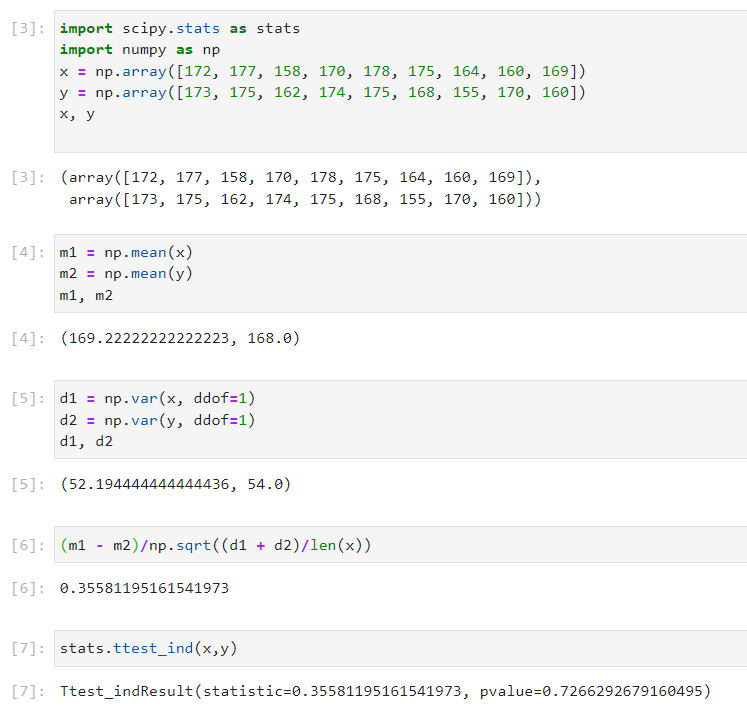 [3]: import scipy.stats as stats
import numpy as np
x = np.array([172, 177, 158, 170, 178, 175, 164, 160, 169])
y = np.array([173, 175, 162, 174, 175, 168, 155, 170, 160])
x, y
[3]: (array([172, 177, 158, 170, 178, 175, 164, 160, 169]),
array([173, 175, 162, 174, 175, 168, 155, 170, 160]))
[4]: m1 = np.mean(x)
m2 = np.mean(y)
m1, m2
[4]: (169.22222222222223, 168.0)
[5]: d1 = np.var(x, ddof=1)
d2 = np.var(y, ddof=1)
d1, d2
[5]: (52.194444444444436, 54.0)
[6]: (m1 - m2)/np.sqrt((d1 + d2)/len(x))
[6]: 0.35581195161541973
[7]: stats.ttest_ind(x,y)
[7]: Ttest_indResult(statistic=0.35581195161541973, pvalue=0.7266292679160495)